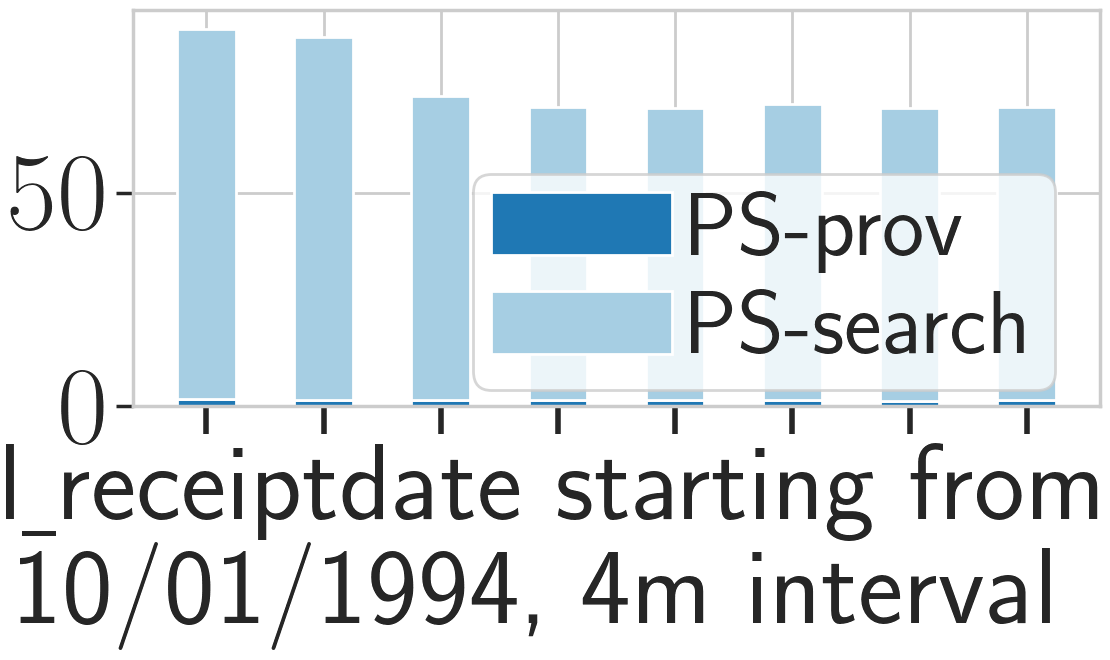 50
0
PS-prov
PS-search
l_receiptdate starting from
10/01/1994, 4m interval